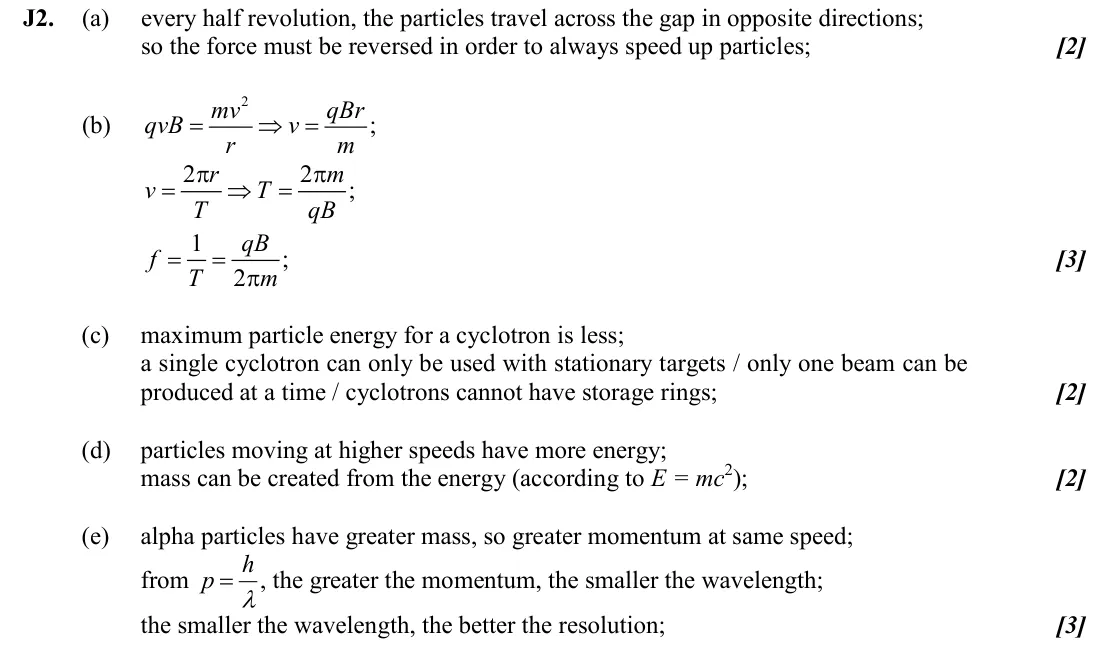 J2. (a) every half revolution, the particles travel across the gap in opposite directions;
so the force must be reversed in order to always speed up particles; [2]
(b) qvB = mv²/r ⇒ v = qBr/m;
v = 2πr/T ⇒ T = 2πm/qB;
f = 1/T = qB/2πm; [3]
(c) maximum particle energy for a cyclotron is less;
a single cyclotron can only be used with stationary targets / only one beam can be
produced at a time / cyclotrons cannot have storage rings; [2]
(d) particles moving at higher speeds have more energy;
mass can be created from the energy (according to E = mc²); [2]
(e) alpha particles have greater mass, so greater momentum at same speed;
from p = h/λ, the greater the momentum, the smaller the wavelength;
the smaller the wavelength, the better the resolution; [3]